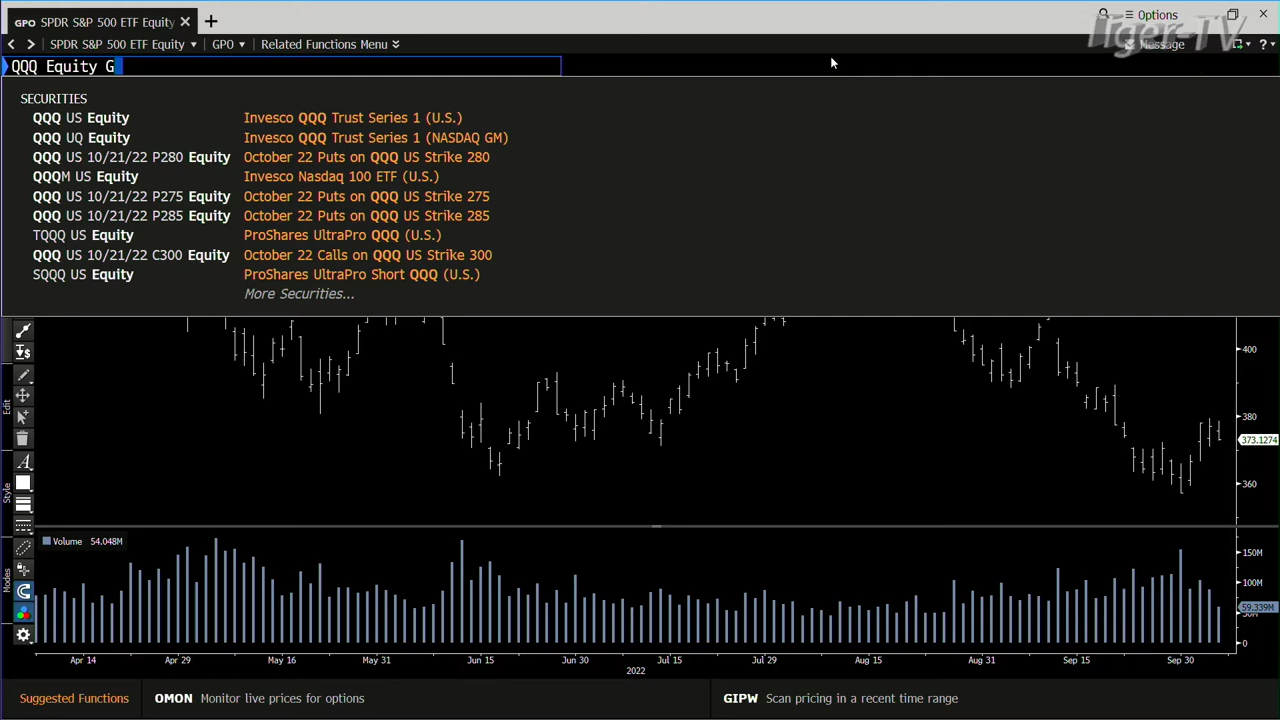 GPO SPDR S&P 500 ETF Equity
Options
Tiger-TV
SPDR S&P 500 ETF Equity GPO Related Functions Menu
Message ?
QQQ Equity G
SECURITIES
QQQ US Equity Invesco QQQ Trust Series 1 (U.S.)
QQQ UQ Equity Invesco QQQ Trust Series 1 (NASDAQ GM)
QQQ US 10/21/22 P280 Equity October 22 Puts on QQQ US Strike 280
QQQM US Equity Invesco Nasdaq 100 ETF (U.S.)
QQQ US 10/21/22 P275 Equity October 22 Puts on QQQ US Strike 275
QQQ US 10/21/22 P285 Equity October 22 Puts on QQQ US Strike 285
TQQQ US Equity ProShares UltraPro QQQ (U.S.)
QQQ US 10/21/22 C300 Equity October 22 Calls on QQQ US Strike 300
SQQQ US Equity ProShares UltraPro Short QQQ (U.S.)
More Securities...
400
380
373.1274
360
Edit
Style
Modes
Volume 54.048M
150M
100M
59.339M
0
Apr 14 Apr 29 May 16 May 31 Jun 15 Jun 30 Jul 15 Jul 29 Aug 15 Aug 31 Sep 15 Sep 30
2022
Suggested Functions OMON Monitor live prices for options GIPW Scan pricing in a recent time range